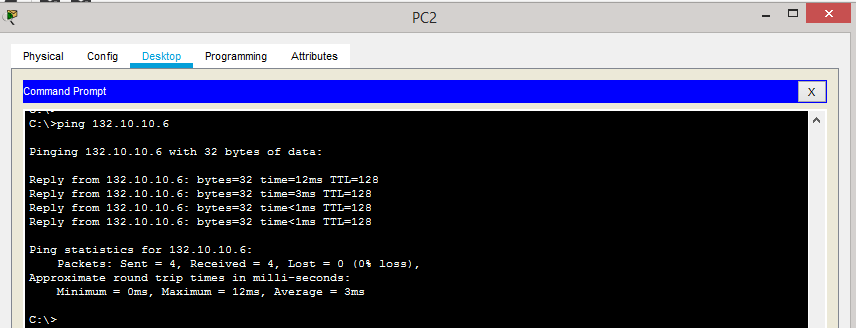 PC2
Physical Config Desktop Programming Attributes
Command Prompt
X
C:\>ping 132.10.10.6
Pinging 132.10.10.6 with 32 bytes of data:
Reply from 132.10.10.6: bytes=32 time=12ms TTL=128
Reply from 132.10.10.6: bytes=32 time=3ms TTL=128
Reply from 132.10.10.6: bytes=32 time<1ms TTL=128
Reply from 132.10.10.6: bytes=32 time<1ms TTL=128
Ping statistics for 132.10.10.6:
Packets: Sent = 4, Received = 4, Lost = 0 (0% loss),
Approximate round trip times in milli-seconds:
Minimum = 0ms, Maximum = 12ms, Average = 3ms
C:\>